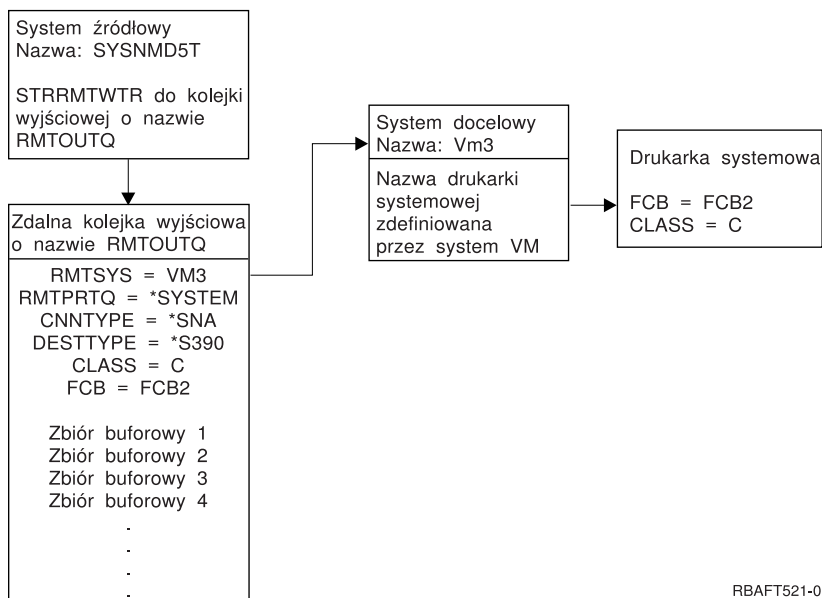 System źródłowy
Nazwa: SYSNMD5T
STRRMTWTR do kolejki
wyjściowej o nazwie
RMTOUTQ
Zdalna kolejka wyjściowa
o nazwie RMTOUTQ
RMTSYS = VM3
RMTPRTQ = *SYSTEM
CNNTYPE = *SNA
DESTTYPE = *S390
CLASS = C
FCB = FCB2
Zbiór buforowy 1
Zbiór buforowy 2
Zbiór buforowy 3
Zbiór buforowy 4
.
.
.
.
System docelowy
Nazwa: Vm3
Nazwa drukarki
systemowej
zdefiniowana
przez system VM
Drukarka systemowa
FCB = FCB2
CLASS = C
RBAFT521-0